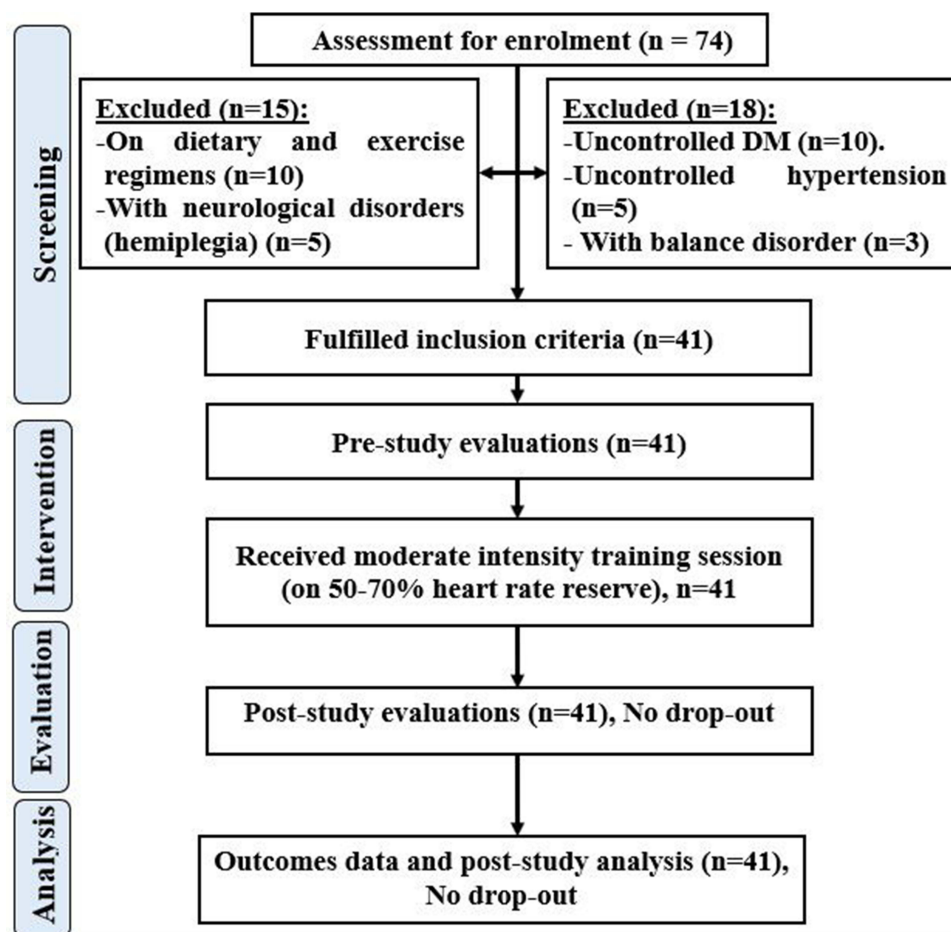 Assessment for enrolment (n = 74)
Screening
Excluded (n=15):
-On dietary and exercise
regimens (n=10)
-With neurological disorders
(hemiplegia) (n=5)
Excluded (n=18):
-Uncontrolled DM (n=10).
-Uncontrolled hypertension
(n=5)
- With balance disorder (n=3)
Fulfilled inclusion criteria (n=41)
Intervention
Pre-study evaluations (n=41)
Received moderate intensity training session
(on 50-70% heart rate reserve), n=41
Evaluation
Post-study evaluations (n=41), No drop-out
Analysis
Outcomes data and post-study analysis (n=41),
No drop-out